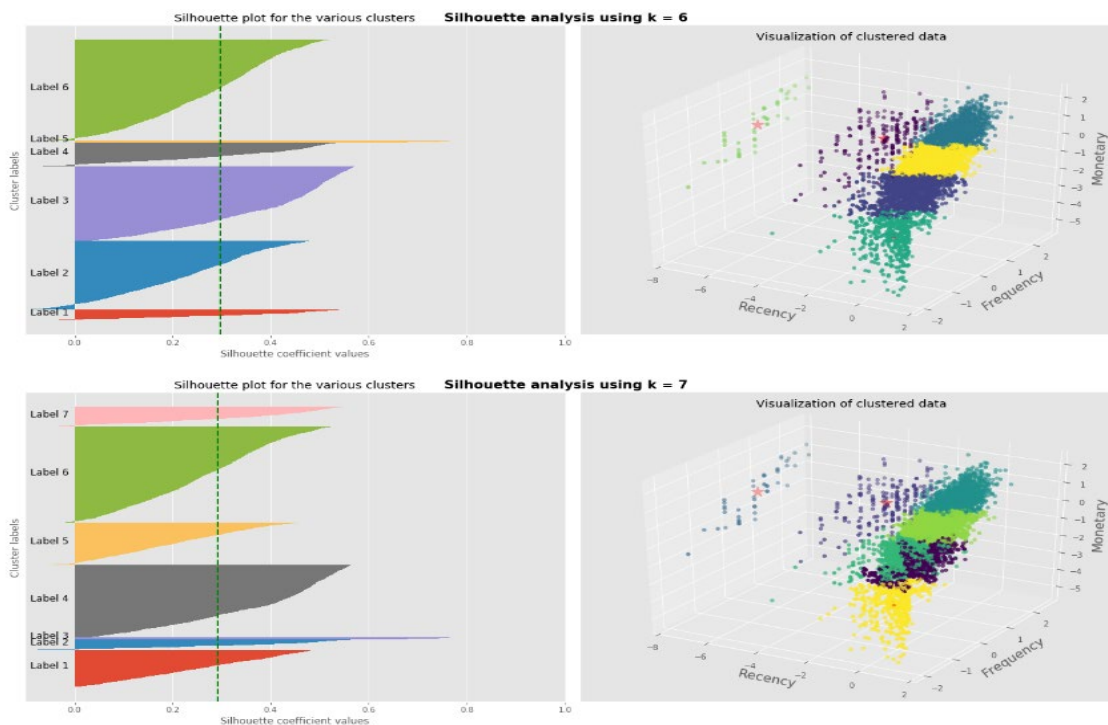 Silhouette plot for the various clusters Silhouette analysis using k = 6
Label 6
Label 5
Label 4
Label 3
Label 2
Label 1
Cluster labels
0.0 0.2 0.4 0.6 0.8 1.0
Silhouette coefficient values
Visualization of clustered data
2
1
0
-1
-2
-3
-4
-5
Monetary
-8 -6 -4 -2 0 2
Recency
-2 -1 0 1 2
Frequency
Silhouette plot for the various clusters Silhouette analysis using k = 7
Label 7
Label 6
Label 5
Label 4
Label 3
Label 2
Label 1
Cluster labels
0.0 0.2 0.4 0.6 0.8 1.0
Silhouette coefficient values
Visualization of clustered data
2
1
0
-1
-2
-3
-4
-5
Monetary
-8 -6 -4 -2 0 2
Recency
-2 -1 0 1 2
Frequency